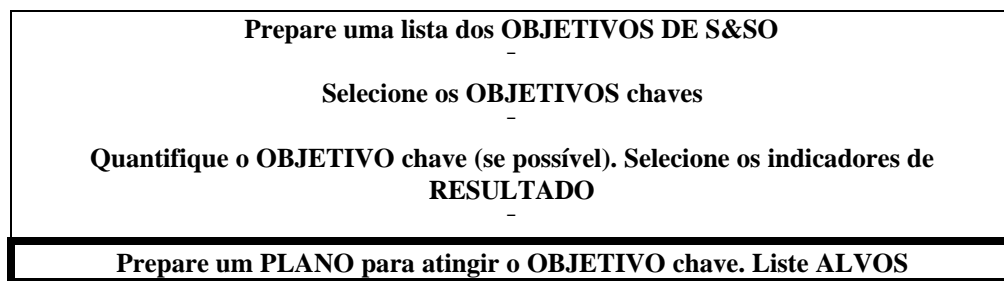 Prepare uma lista dos OBJETIVOS DE S&SO
–
Selecione os OBJETIVOS chaves
–
Quantifique o OBJETIVO chave (se possível). Selecione os indicadores de
RESULTADO
–
Prepare um PLANO para atingir o OBJETIVO chave. Liste ALVOS